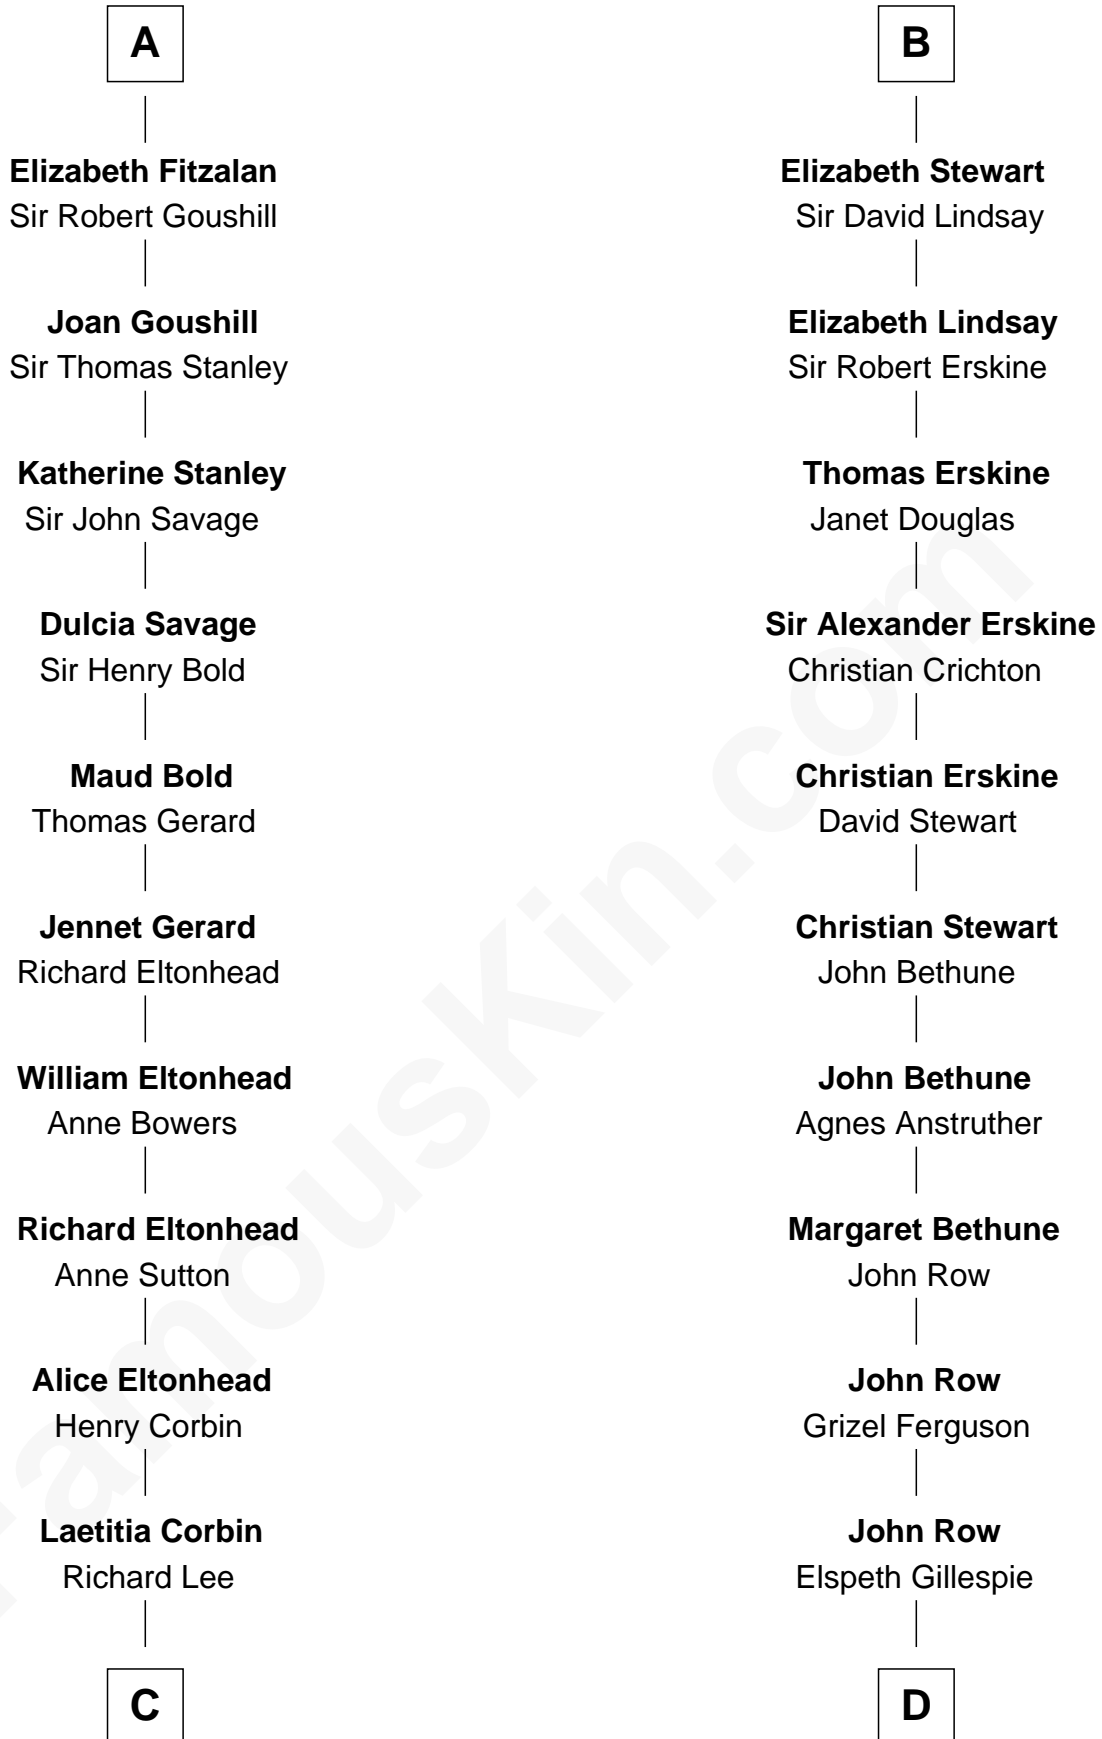 A
Elizabeth Fitzalan
Sir Robert Goushill
Joan Goushill
Sir Thomas Stanley
Katherine Stanley
Sir John Savage
Dulcia Savage
Sir Henry Bold
Maud Bold
Thomas Gerard
Jennet Gerard
Richard Eltonhead
William Eltonhead
Anne Bowers
Richard Eltonhead
Anne Sutton
Alice Eltonhead
Henry Corbin
Laetitia Corbin
Richard Lee
C
B
Elizabeth Stewart
Sir David Lindsay
Elizabeth Lindsay
Sir Robert Erskine
Thomas Erskine
Janet Douglas
Sir Alexander Erskine
Christian Crichton
Christian Erskine
David Stewart
Christian Stewart
John Bethune
John Bethune
Agnes Anstruther
Margaret Bethune
John Row
John Row
Grizel Ferguson
John Row
Elspeth Gillespie
D
FamousKin.com